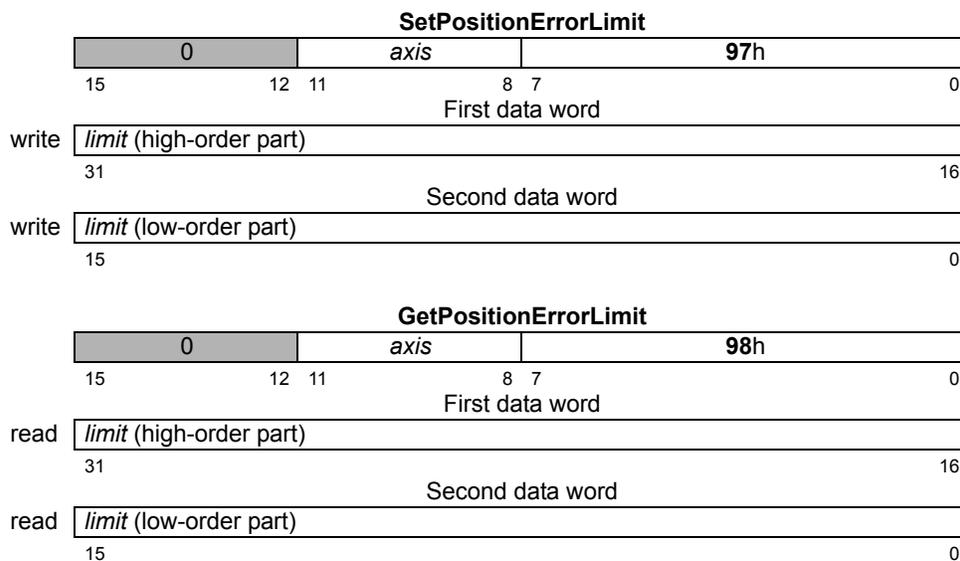 SetPositionErrorLimit
0 axis 97h
15 12 11 8 7 0
First data word
write limit (high-order part)
31 16
Second data word
write limit (low-order part)
15 0
GetPositionErrorLimit
0 axis 98h
15 12 11 8 7 0
First data word
read limit (high-order part)
31 16
Second data word
read limit (low-order part)
15 0